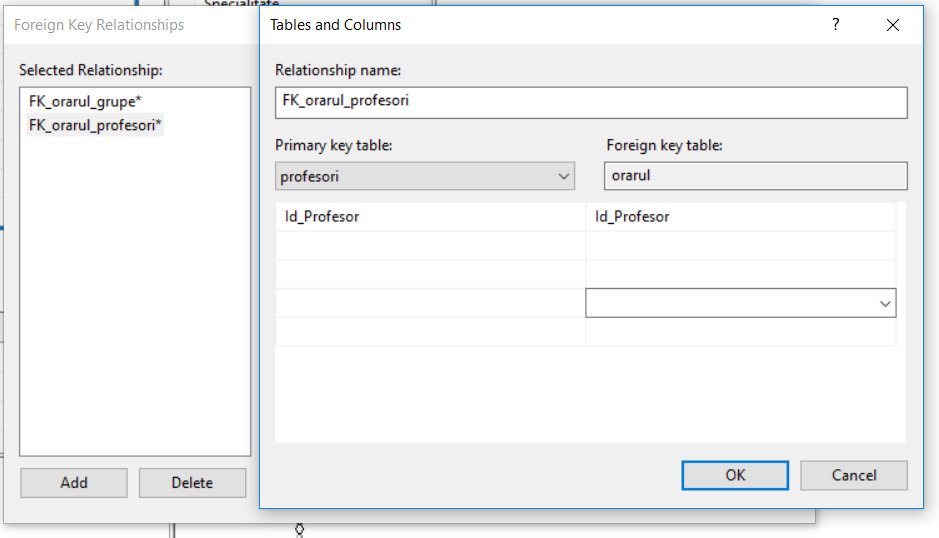 Specialitate
Foreign Key Relationships
Tables and Columns
?
Selected Relationship:
FK_orarul_grupe*
FK_orarul_profesori*
Add
Delete
Relationship name:
FK_orarul_profesori
Primary key table:
Foreign key table:
profesori
orarul
Id_Profesor
Id_Profesor
OK
Cancel